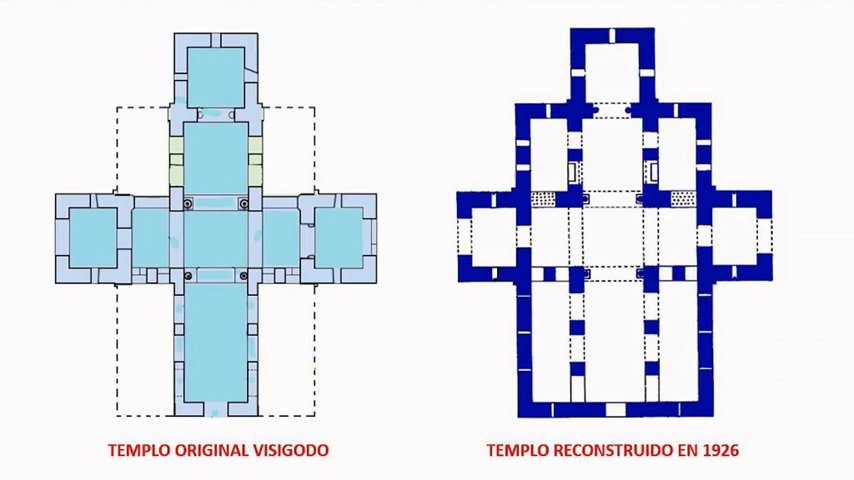 TEMPLO ORIGINAL VISIGODO
TEMPLO RECONSTRUIDO EN 1926